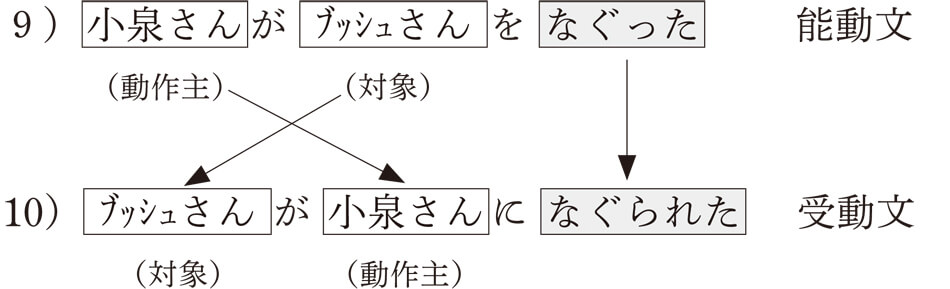 9） 小泉さん が ﾌﾞｯｼｭさん を なぐった 能動文
（動作主） （対象）
10） ﾌﾞｯｼｭさん が 小泉さん に なぐられた 受動文
（対象） （動作主）